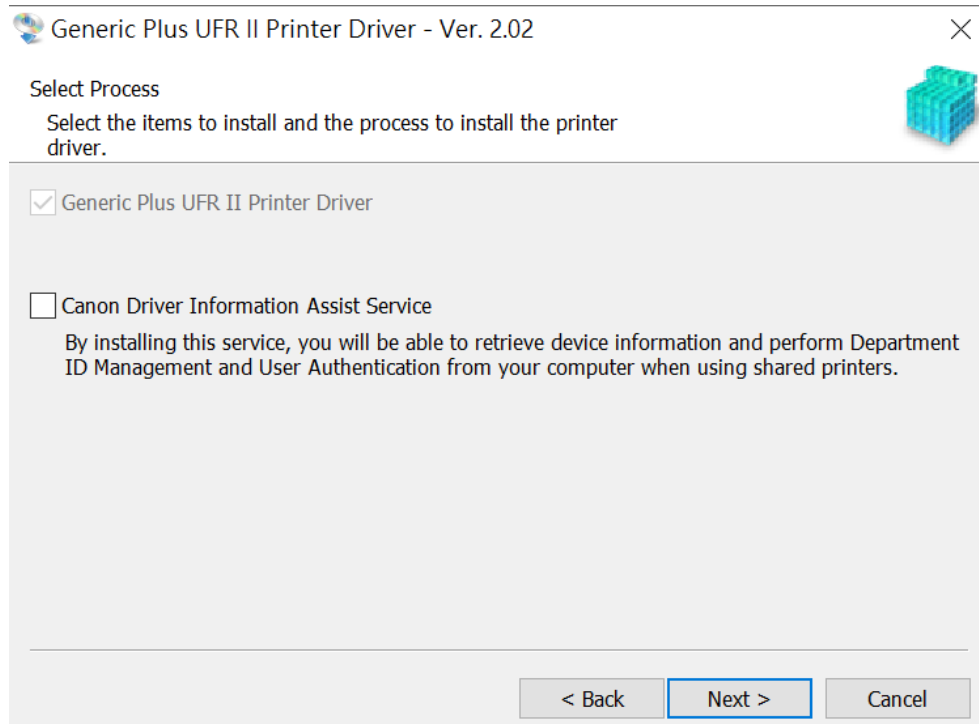 Generic Plus UFR II Printer Driver - Ver. 2.02
Select Process
Select the items to install and the process to install the printer
driver.
Generic Plus UFR II Printer Driver
Canon Driver Information Assist Service
By installing this service, you will be able to retrieve device information and perform Department
ID Management and User Authentication from your computer when using shared printers.
< Back
Next >
Cancel